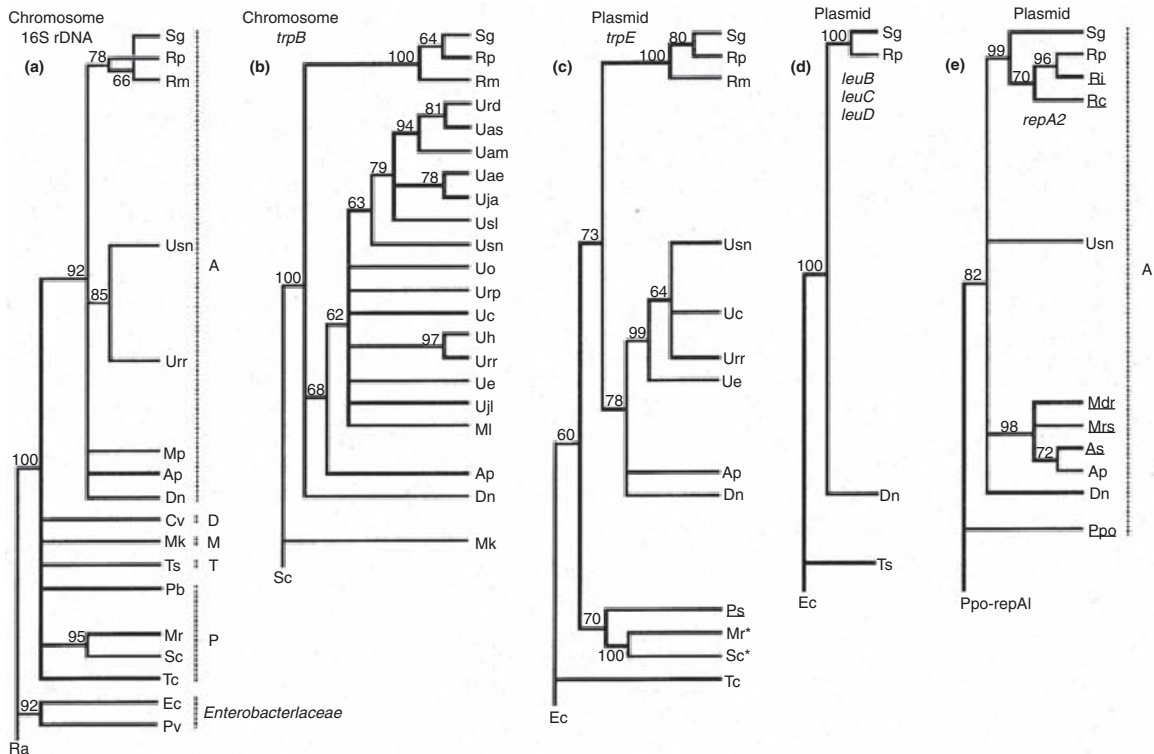 Chromosome
16S rDNA
(a)
78
66
Sg
Rp
Rm
92
85
Usn
Urr
A
Mp
Ap
Dn
100
Cv D
Mk M
Ts T
Pb
95
Mr
Sc
P
Tc
92
Ec
Pv
Enterobacterlaceae
Ra
Chromosome
trpB
(b)
100
64
Sg
Rp
Rm
81
94
Urd
Uas
Uam
79
78
Uae
Uja
Usl
63
Usn
Uo
Urp
Uc
62
97
Uh
Urr
Ue
Ujl
Ml
100
68
Ap
Dn
Mk
Sc
Plasmid
trpE
(c)
100
80
Sg
Rp
Rm
73
64
99
Usn
Uc
Urr
Ue
78
Ap
Dn
60
70
100
Ps
Mr*
Sc*
Tc
Ec
Plasmid
(d)
100
Sg
Rp
leuB
leuC
leuD
100
Dn
Ts
Ec
Plasmid
(e)
99
Sg
96
70
Rp
Ri
Rc
repA2
82
Usn
A
98
72
Mdr
Mrs
As
Ap
Dn
Ppo
Ppo-repAI